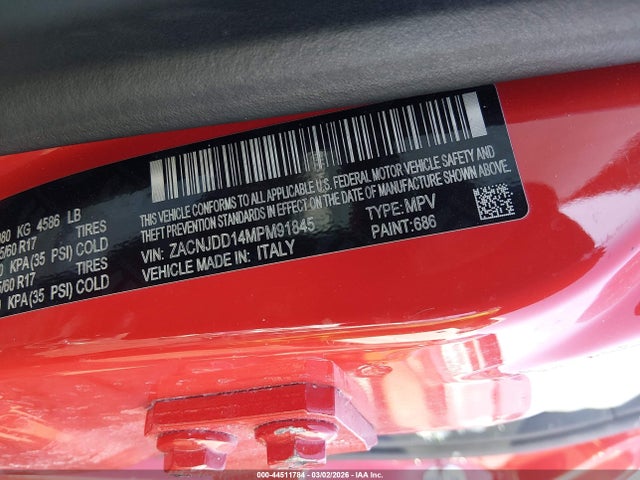 THIS VEHICLE CONFORMS TO ALL APPLICABLE U.S. FEDERAL MOTOR VEHICLE SAFETY AND
THEFT PREVENTION STANDARDS IN EFFECT ON THE DATE OF MANUFACTURE SHOWN ABOVE.
VIN: ZACNJDD14MPM91845 TYPE: MPV
VEHICLE MADE IN: ITALY PAINT: 686
KG 4586 LB
/60 R17 TIRES
KPA(35 PSI) COLD
/60 R17 TIRES
KPA(35 PSI) COLD
000-44511784 - 03/02/2026 - IAAI, Inc.